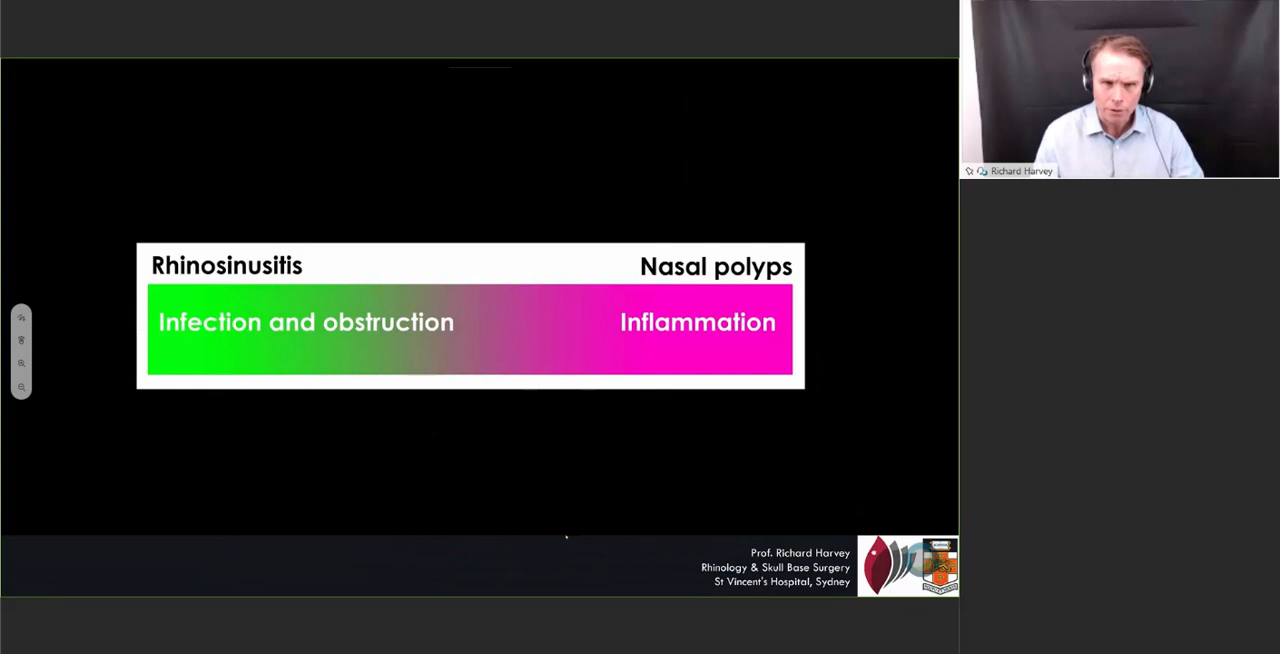 Rhinosinusitis
Nasal polyps
Infection and obstruction
Inflammation
Richard Harvey
Prof. Richard Harvey
Rhinology & Skull Base Surgery
St Vincent's Hospital, Sydney